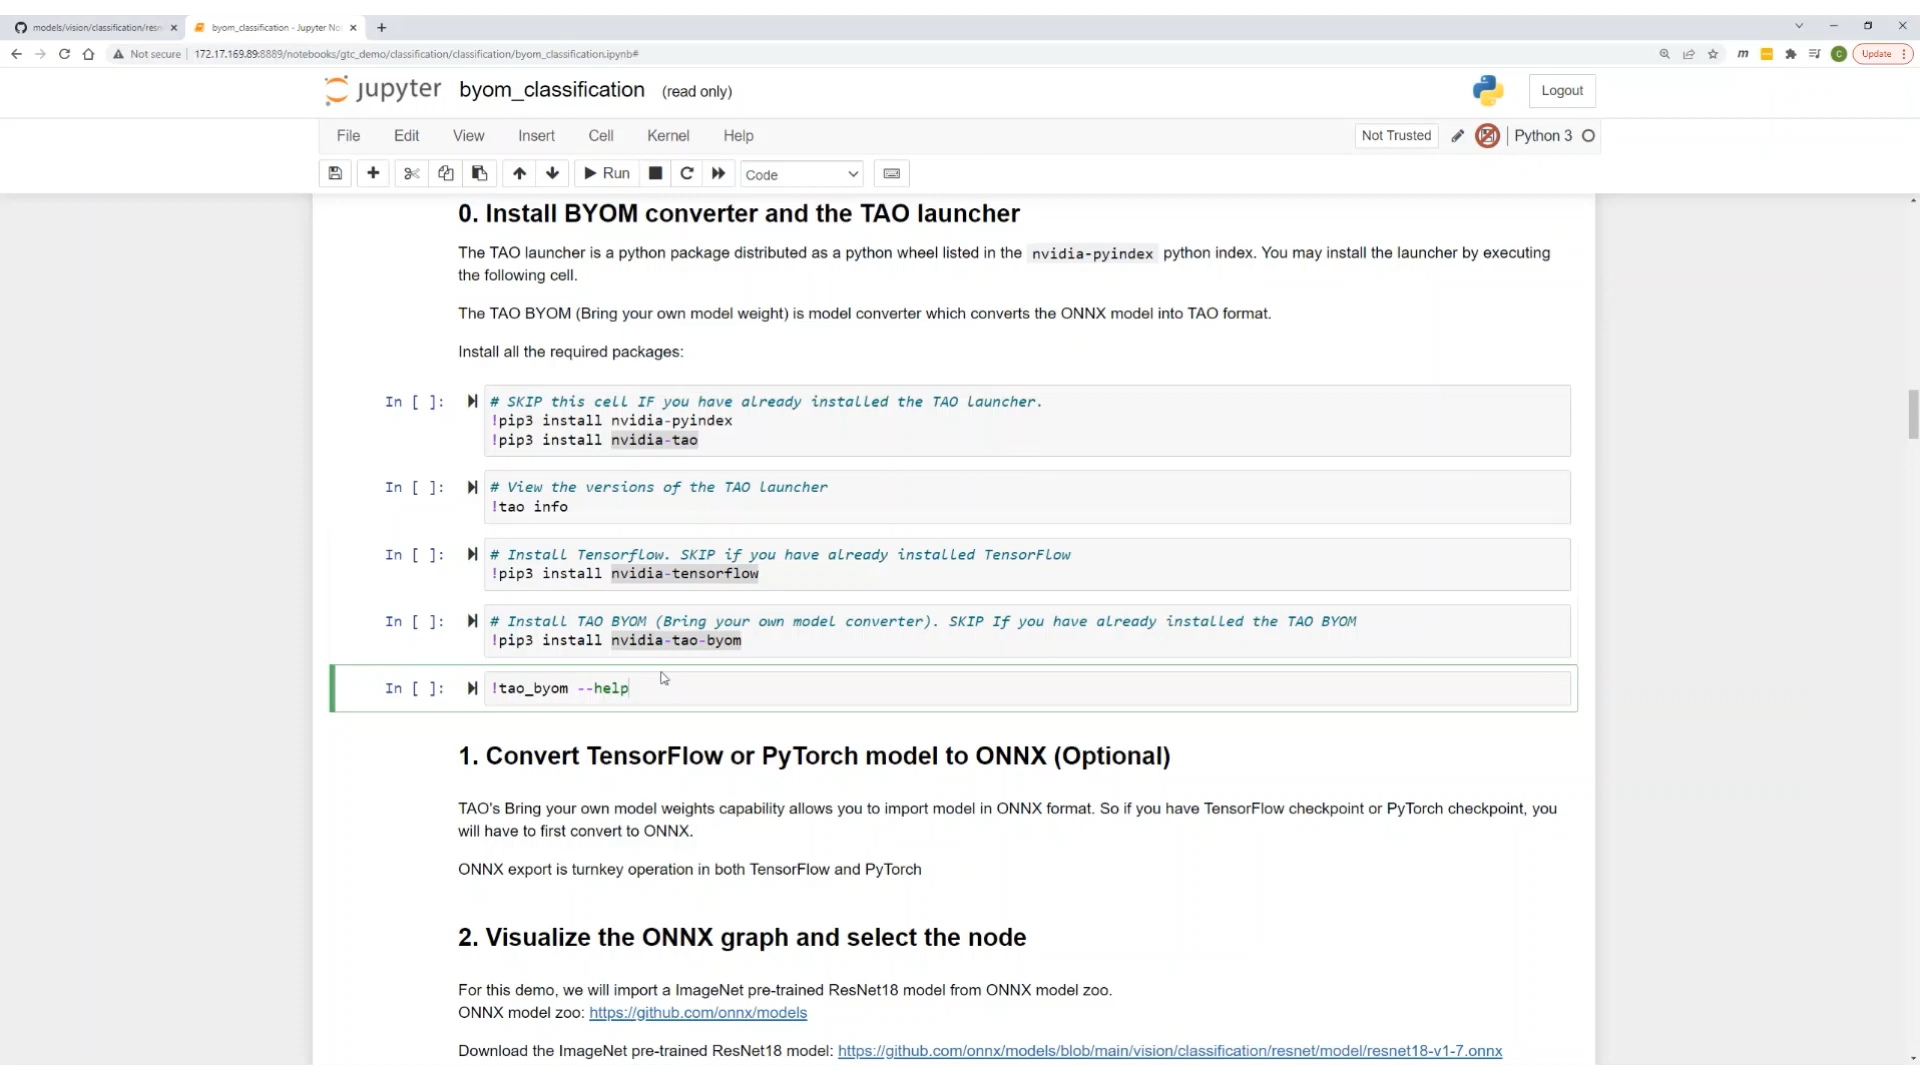 models/vision/classification/resn
byom_classification - Jupyter No
Not secure
172.17.169.89:8889/notebooks/gtc_demo/classification/classification/byom_classification.ipynb#
m
C
Update
jupyter byom_classification (read only)
Logout
File Edit View Insert Cell Kernel Help
Not Trusted
Python 3
Run
Code
0. Install BYOM converter and the TAO launcher
The TAO launcher is a python package distributed as a python wheel listed in the nvidia-pyindex python index. You may install the launcher by executing
the following cell.
The TAO BYOM (Bring your own model weight) is model converter which converts the ONNX model into TAO format.
Install all the required packages:
In [ ]: # SKIP this cell IF you have already installed the TAO launcher.
!pip3 install nvidia-pyindex
!pip3 install nvidia-tao
In [ ]: # View the versions of the TAO launcher
!tao info
In [ ]: # Install Tensorflow. SKIP if you have already installed TensorFlow
!pip3 install nvidia-tensorflow
In [ ]: # Install TAO BYOM (Bring your own model converter). SKIP If you have already installed the TAO BYOM
!pip3 install nvidia-tao-byom
In [ ]: !tao_byom --help
1. Convert TensorFlow or PyTorch model to ONNX (Optional)
TAO's Bring your own model weights capability allows you to import model in ONNX format. So if you have TensorFlow checkpoint or PyTorch checkpoint, you
will have to first convert to ONNX.
ONNX export is turnkey operation in both TensorFlow and PyTorch
2. Visualize the ONNX graph and select the node
For this demo, we will import a ImageNet pre-trained ResNet18 model from ONNX model zoo.
ONNX model zoo: https://github.com/onnx/models
Download the ImageNet pre-trained ResNet18 model: https://github.com/onnx/models/blob/main/vision/classification/resnet/model/resnet18-v1-7.onnx